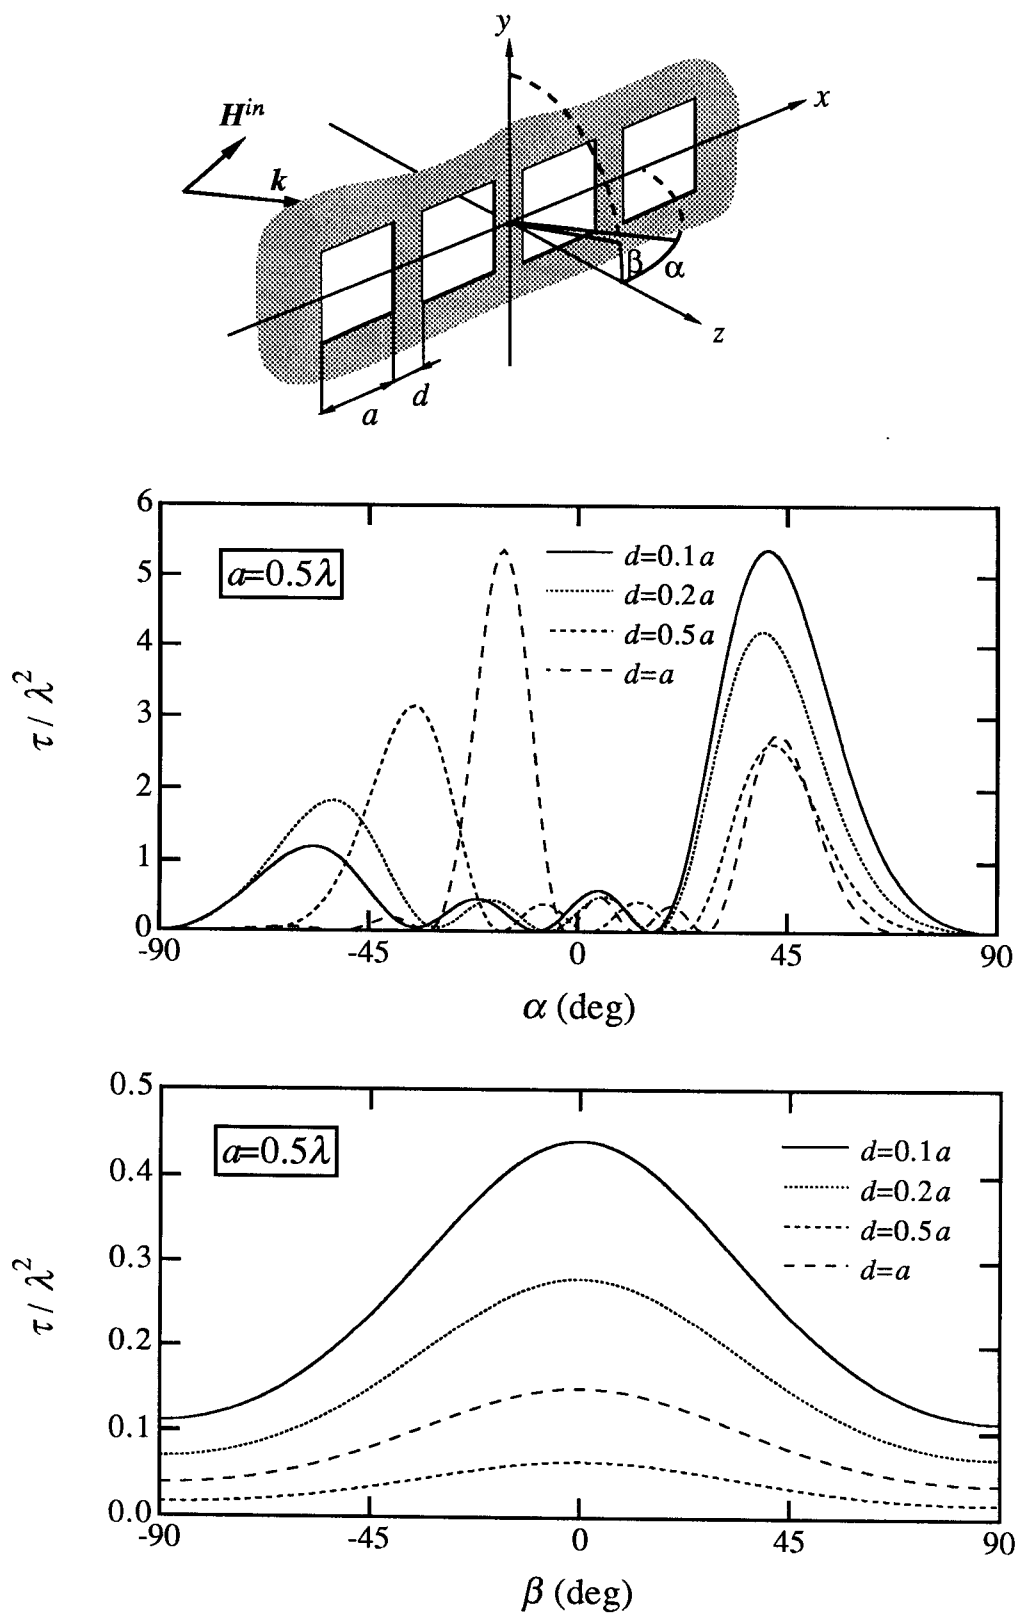 y
x
H^in
k
β
α
z
d
a
6
5
4
3
2
1
0
τ / λ²
a=0.5λ
d=0.1a
d=0.2a
d=0.5a
d=a
-90 -45 0 45 90
α (deg)
0.5
0.4
0.3
0.2
0.1
0.0
τ / λ²
a=0.5λ
d=0.1a
d=0.2a
d=0.5a
d=a
-90 -45 0 45 90
β (deg)